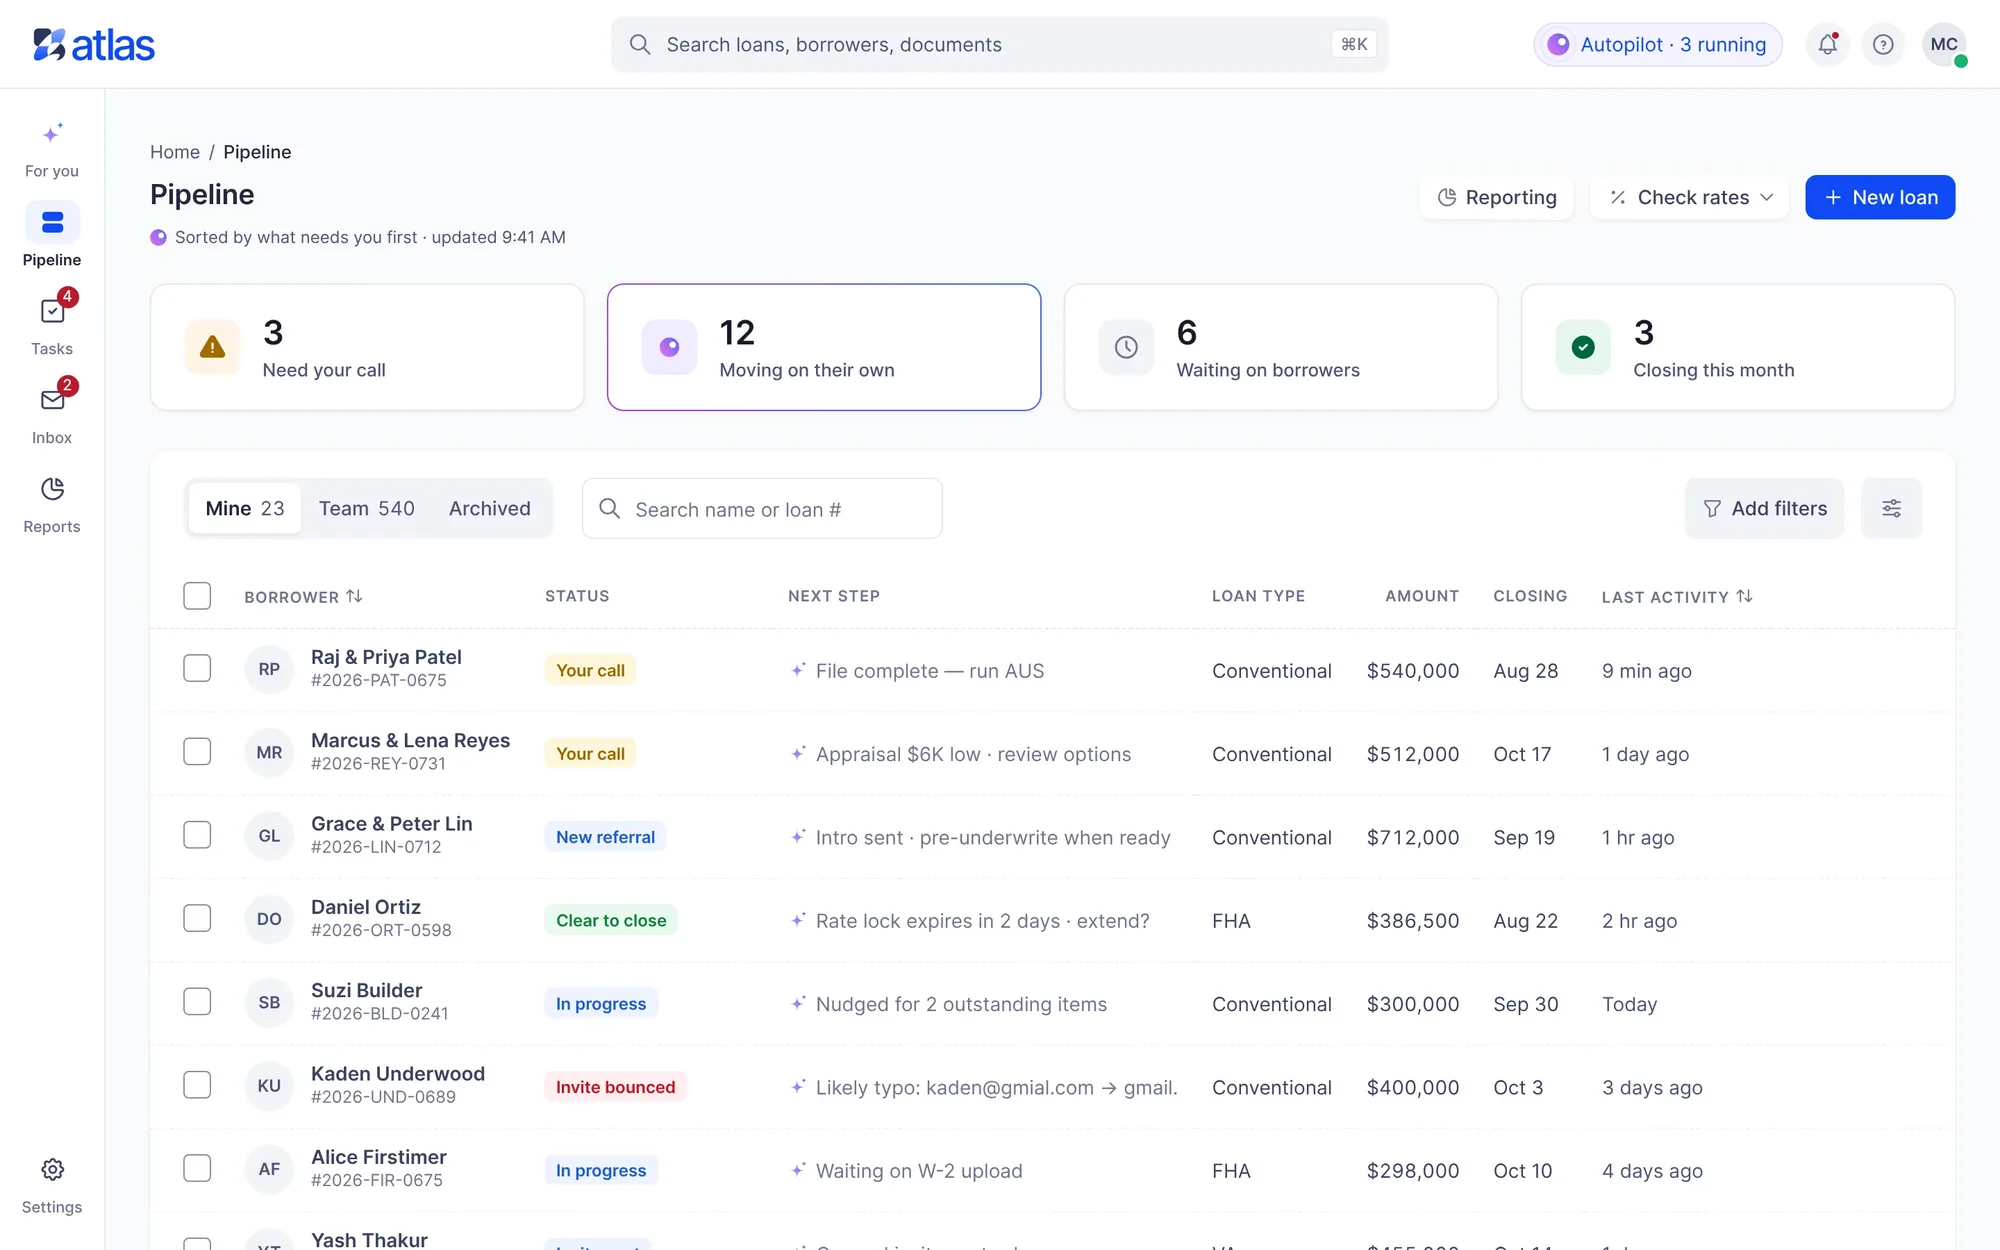 atlas
Search loans, borrowers, documents ⌘K
Autopilot · 3 running
MC
For you
Pipeline
4
Tasks
2
Inbox
Reports
Settings
Home / Pipeline
Pipeline
Sorted by what needs you first · updated 9:41 AM
Reporting
Check rates
+ New loan
3
Need your call
12
Moving on their own
6
Waiting on borrowers
3
Closing this month
Mine 23 Team 540 Archived
Search name or loan #
Add filters
BORROWER STATUS NEXT STEP LOAN TYPE AMOUNT CLOSING LAST ACTIVITY
RP Raj & Priya Patel
#2026-PAT-0675
Your call File complete — run AUS Conventional $540,000 Aug 28 9 min ago
MR Marcus & Lena Reyes
#2026-REY-0731
Your call Appraisal $6K low · review options Conventional $512,000 Oct 17 1 day ago
GL Grace & Peter Lin
#2026-LIN-0712
New referral Intro sent · pre-underwrite when ready Conventional $712,000 Sep 19 1 hr ago
DO Daniel Ortiz
#2026-ORT-0598
Clear to close Rate lock expires in 2 days · extend? FHA $386,500 Aug 22 2 hr ago
SB Suzi Builder
#2026-BLD-0241
In progress Nudged for 2 outstanding items Conventional $300,000 Sep 30 Today
KU Kaden Underwood
#2026-UND-0689
Invite bounced Likely typo: kaden@gmial.com → gmail. Conventional $400,000 Oct 3 3 days ago
AF Alice Firstimer
#2026-FIR-0675
In progress Waiting on W-2 upload FHA $298,000 Oct 10 4 days ago
Yash Thakur